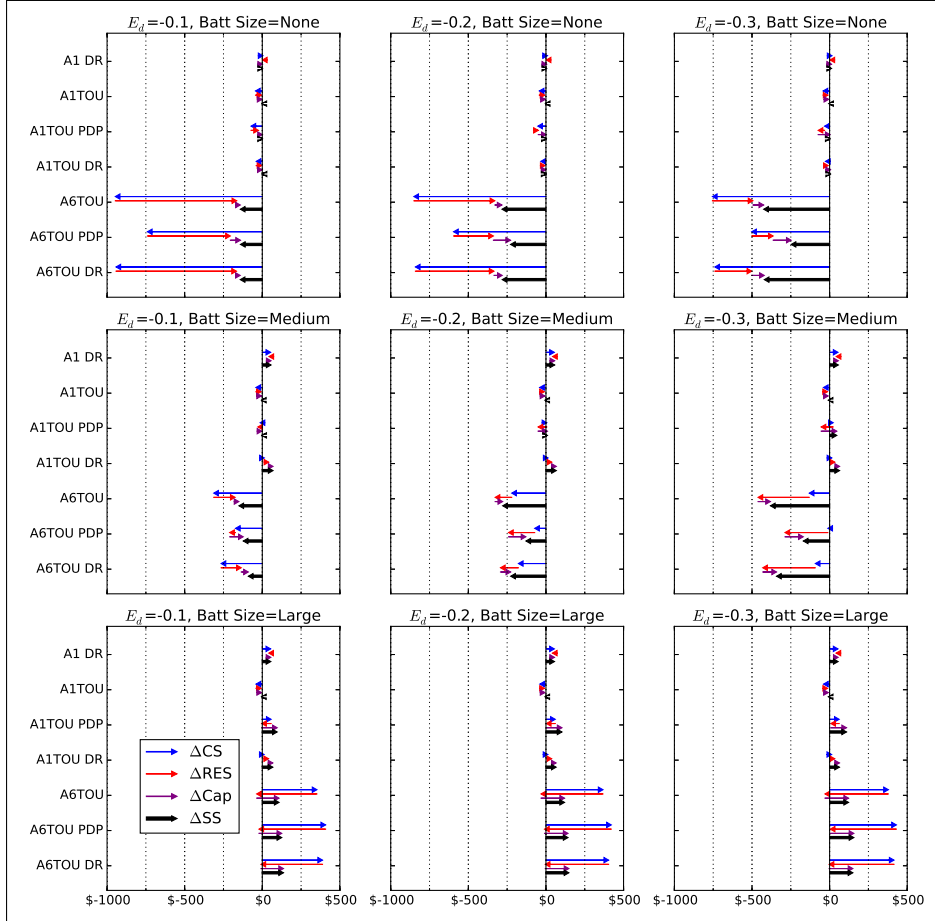 E_d=-0.1, Batt Size=None
E_d=-0.2, Batt Size=None
E_d=-0.3, Batt Size=None
A1 DR
A1TOU
A1TOU PDP
A1TOU DR
A6TOU
A6TOU PDP
A6TOU DR
E_d=-0.1, Batt Size=Medium
E_d=-0.2, Batt Size=Medium
E_d=-0.3, Batt Size=Medium
A1 DR
A1TOU
A1TOU PDP
A1TOU DR
A6TOU
A6TOU PDP
A6TOU DR
E_d=-0.1, Batt Size=Large
E_d=-0.2, Batt Size=Large
E_d=-0.3, Batt Size=Large
A1 DR
A1TOU
A1TOU PDP
A1TOU DR
A6TOU
A6TOU PDP
A6TOU DR
ΔCS
ΔRES
ΔCap
ΔSS
$-1000 $-500 $0 $500
$-1000 $-500 $0 $500
$-1000 $-500 $0 $500